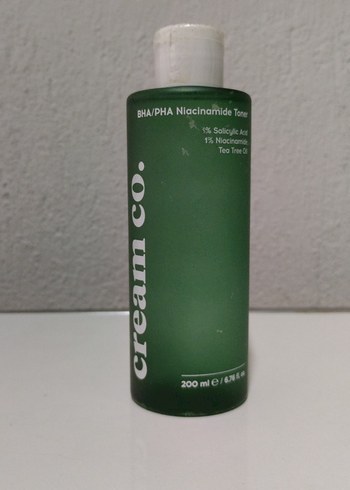 BHA/PHA Niacinamide Toner
1% Salicylic Acid
1% Niacinamide
Tea Tree Oil
cream co.
200 ml ℮ / 6.76 fl. oz